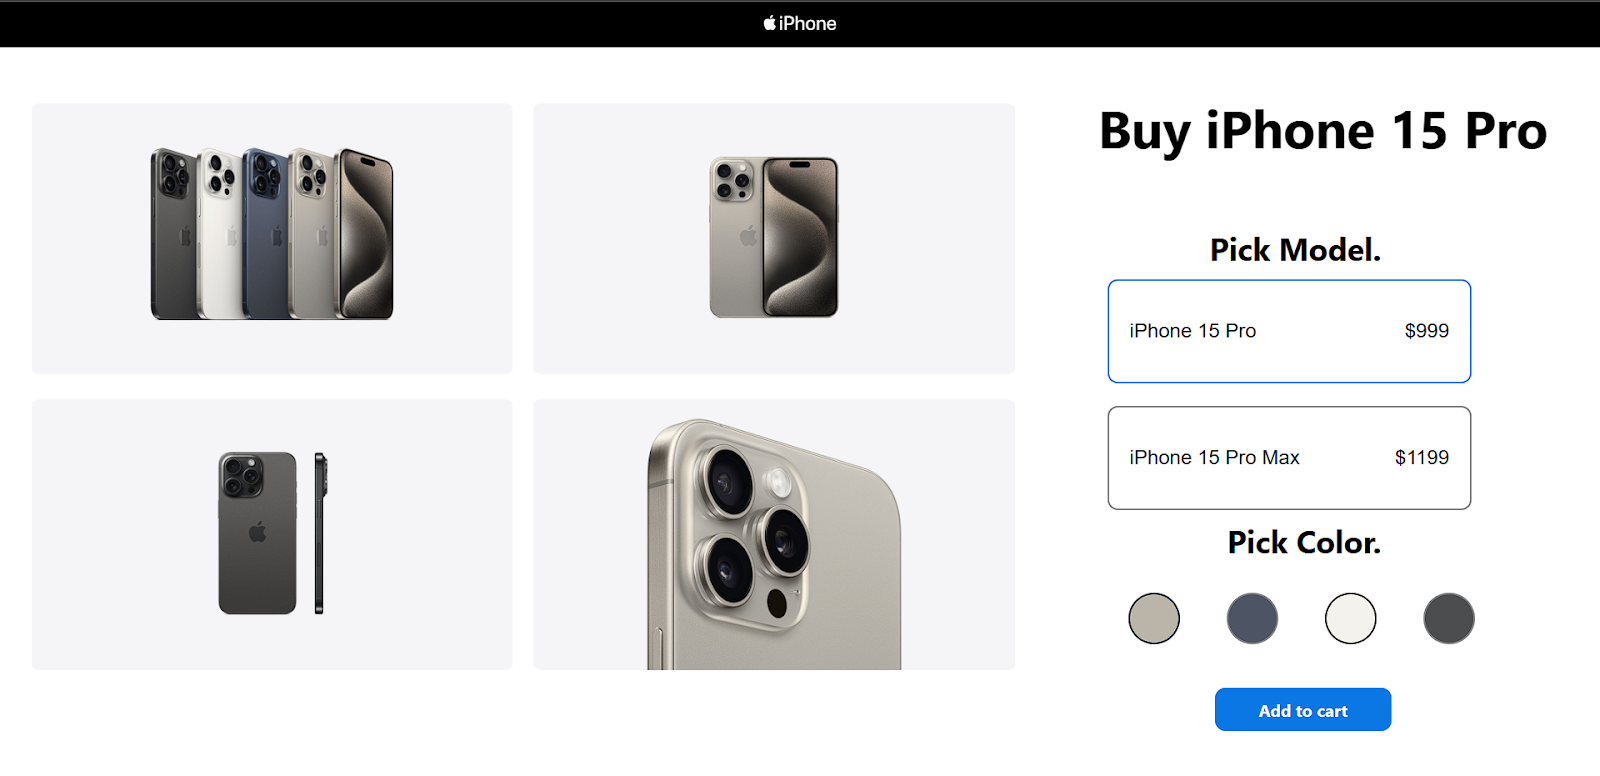 iPhone
Buy iPhone 15 Pro
Pick Model.
iPhone 15 Pro $999
iPhone 15 Pro Max $1199
Pick Color.
Add to cart